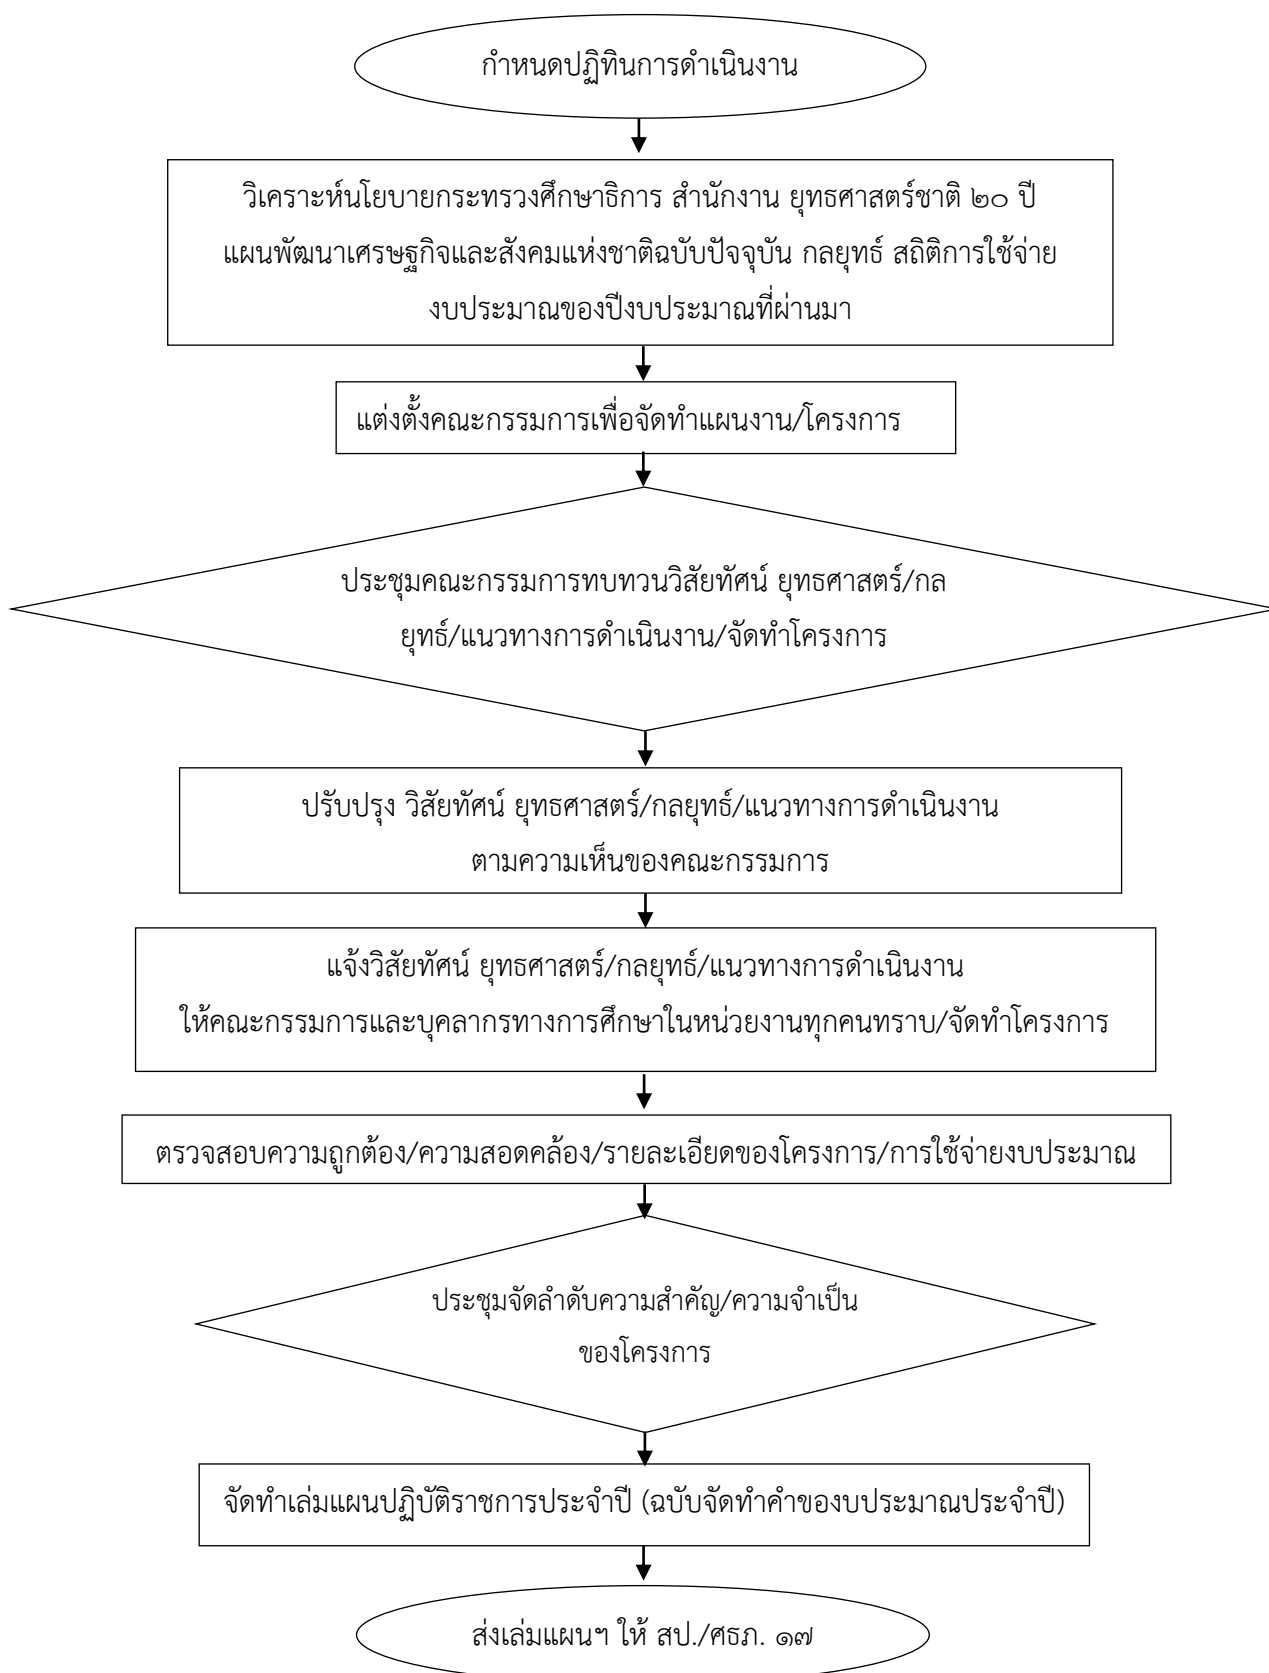 กำหนดปฏิทินการดำเนินงาน
วิเคราะห์นโยบายกระทรวงศึกษาธิการ สำนักงาน ยุทธศาสตร์ชาติ ๒๐ ปี
แผนพัฒนาเศรษฐกิจและสังคมแห่งชาติฉบับปัจจุบัน กลยุทธ์ สถิติการใช้จ่าย
งบประมาณของปีงบประมาณที่ผ่านมา
แต่งตั้งคณะกรรมการเพื่อจัดทำแผนงาน/โครงการ
ประชุมคณะกรรมการทบทวนวิสัยทัศน์ ยุทธศาสตร์/กล
ยุทธ์/แนวทางการดำเนินงาน/จัดทำโครงการ
ปรับปรุง วิสัยทัศน์ ยุทธศาสตร์/กลยุทธ์/แนวทางการดำเนินงาน
ตามความเห็นของคณะกรรมการ
แจ้งวิสัยทัศน์ ยุทธศาสตร์/กลยุทธ์/แนวทางการดำเนินงาน
ให้คณะกรรมการและบุคลากรทางการศึกษาในหน่วยงานทุกคนทราบ/จัดทำโครงการ
ตรวจสอบความถูกต้อง/ความสอดคล้อง/รายละเอียดของโครงการ/การใช้จ่ายงบประมาณ
ประชุมจัดลำดับความสำคัญ/ความจำเป็น
ของโครงการ
จัดทำเล่มแผนปฏิบัติราชการประจำปี (ฉบับจัดทำคำของบประมาณประจำปี)
ส่งเล่มแผนฯ ให้ สป./ศธภ. ๑๗